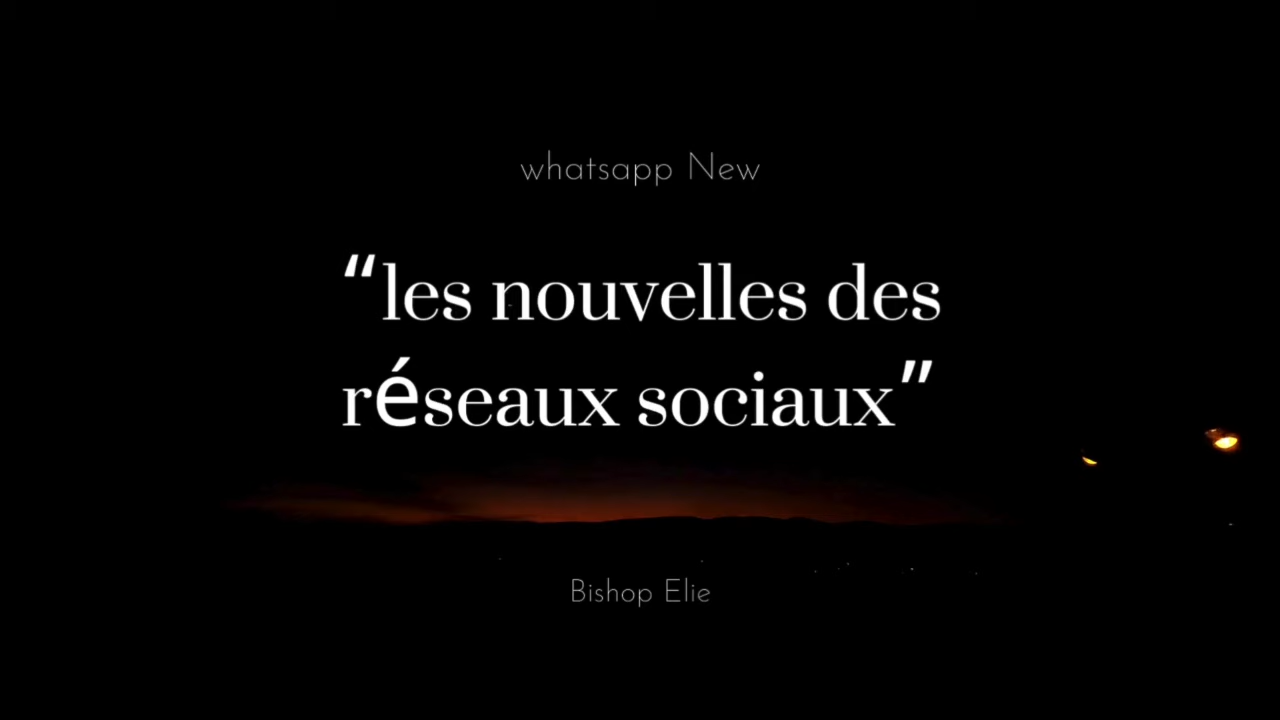 whatsapp New
“les nouvelles des
réseaux sociaux”
Bishop Elie